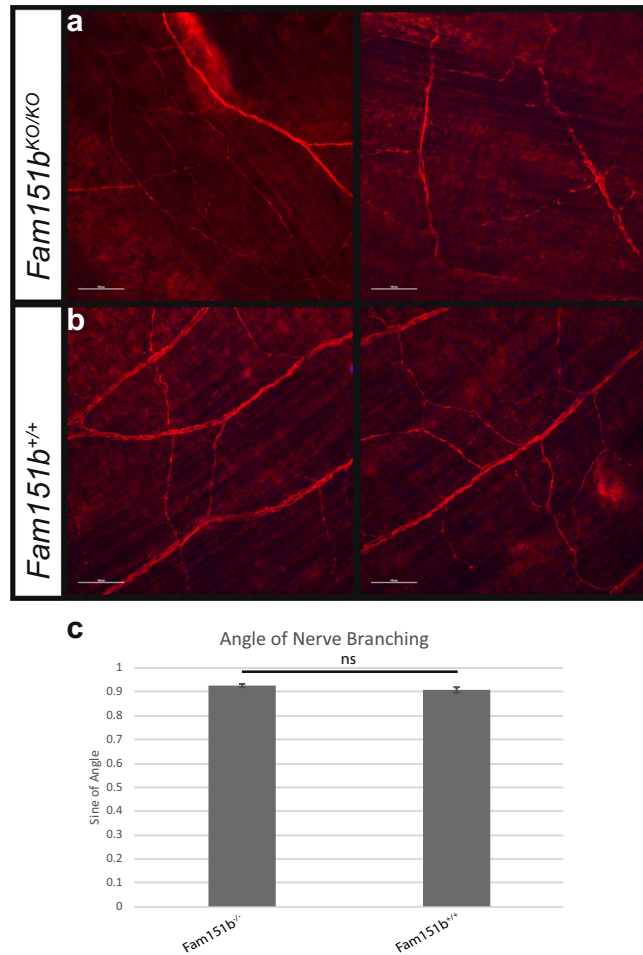 a
Fam151b^KO/KO
b
Fam151b^+/+
c
Angle of Nerve Branching
ns
1
0.9
0.8
0.7
0.6
0.5
0.4
0.3
0.2
0.1
0
Sine of Angle
Fam151b^-/-
Fam151b^+/+